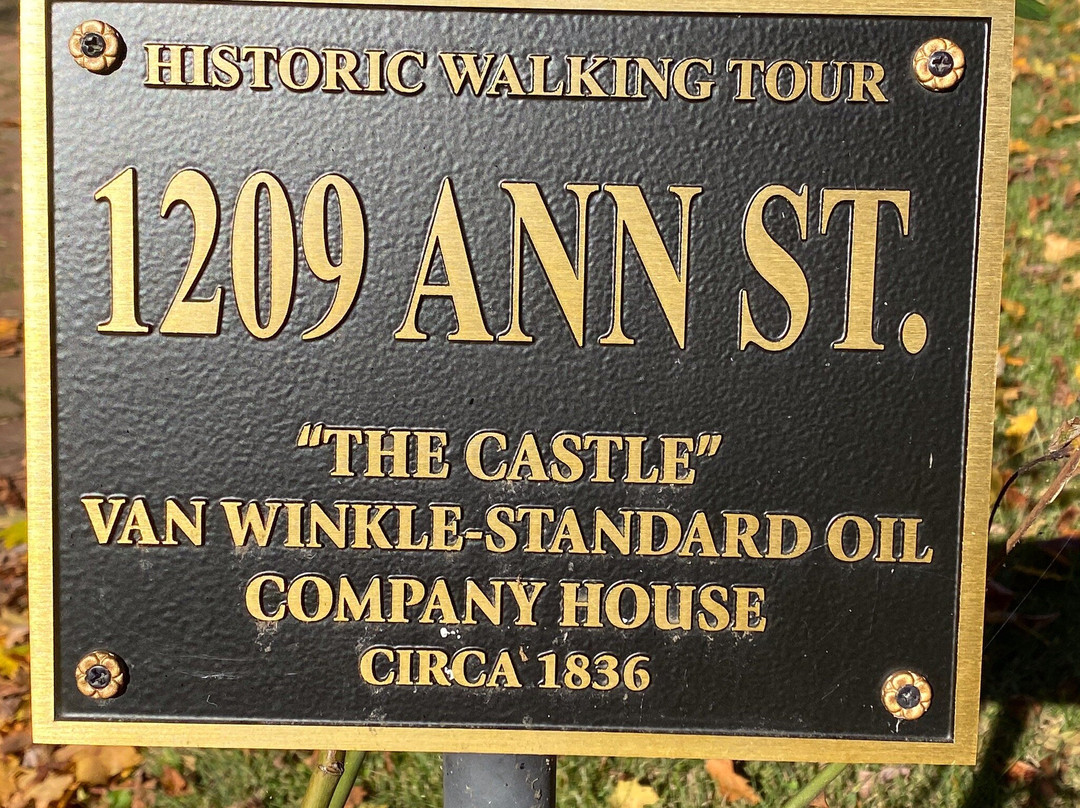 HISTORIC WALKING TOUR
1209 ANN ST.
“THE CASTLE”
VAN WINKLE-STANDARD OIL
COMPANY HOUSE
CIRCA 1836